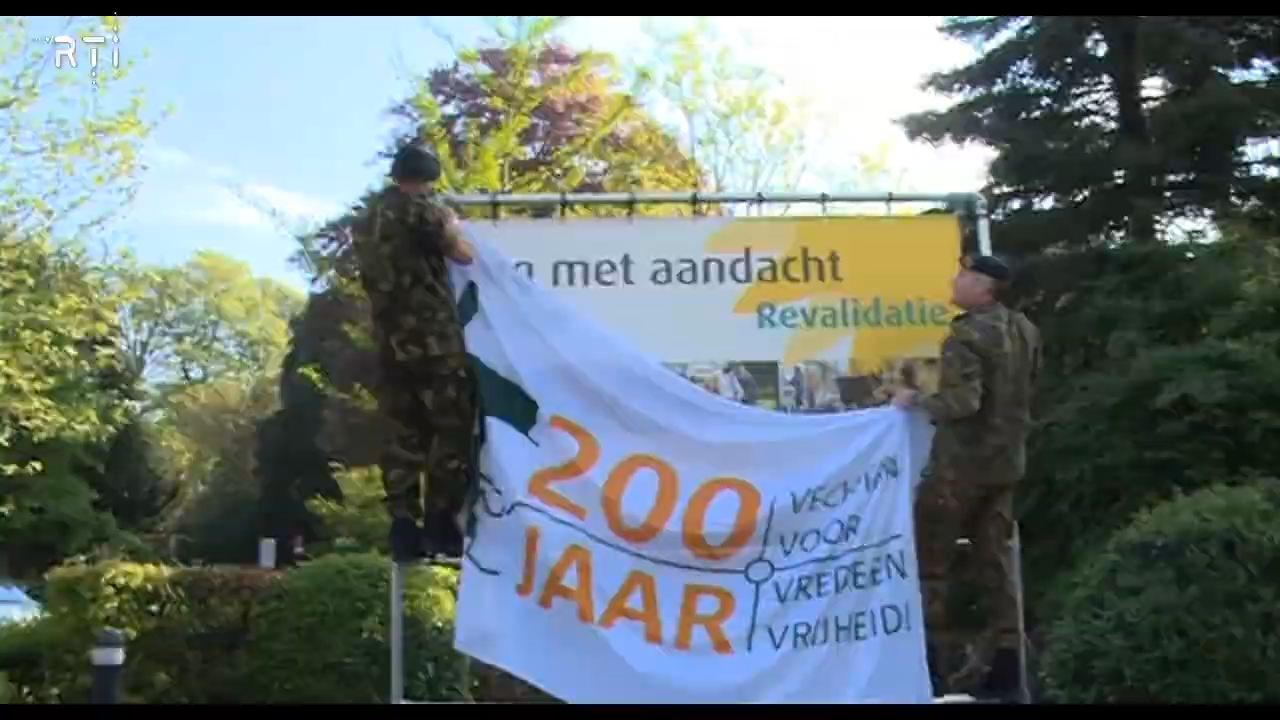 RTi
met aandacht
Revalidatie
200
JAAR
VECHTEN
VOOR
VREDE EN
VRIJHEID!